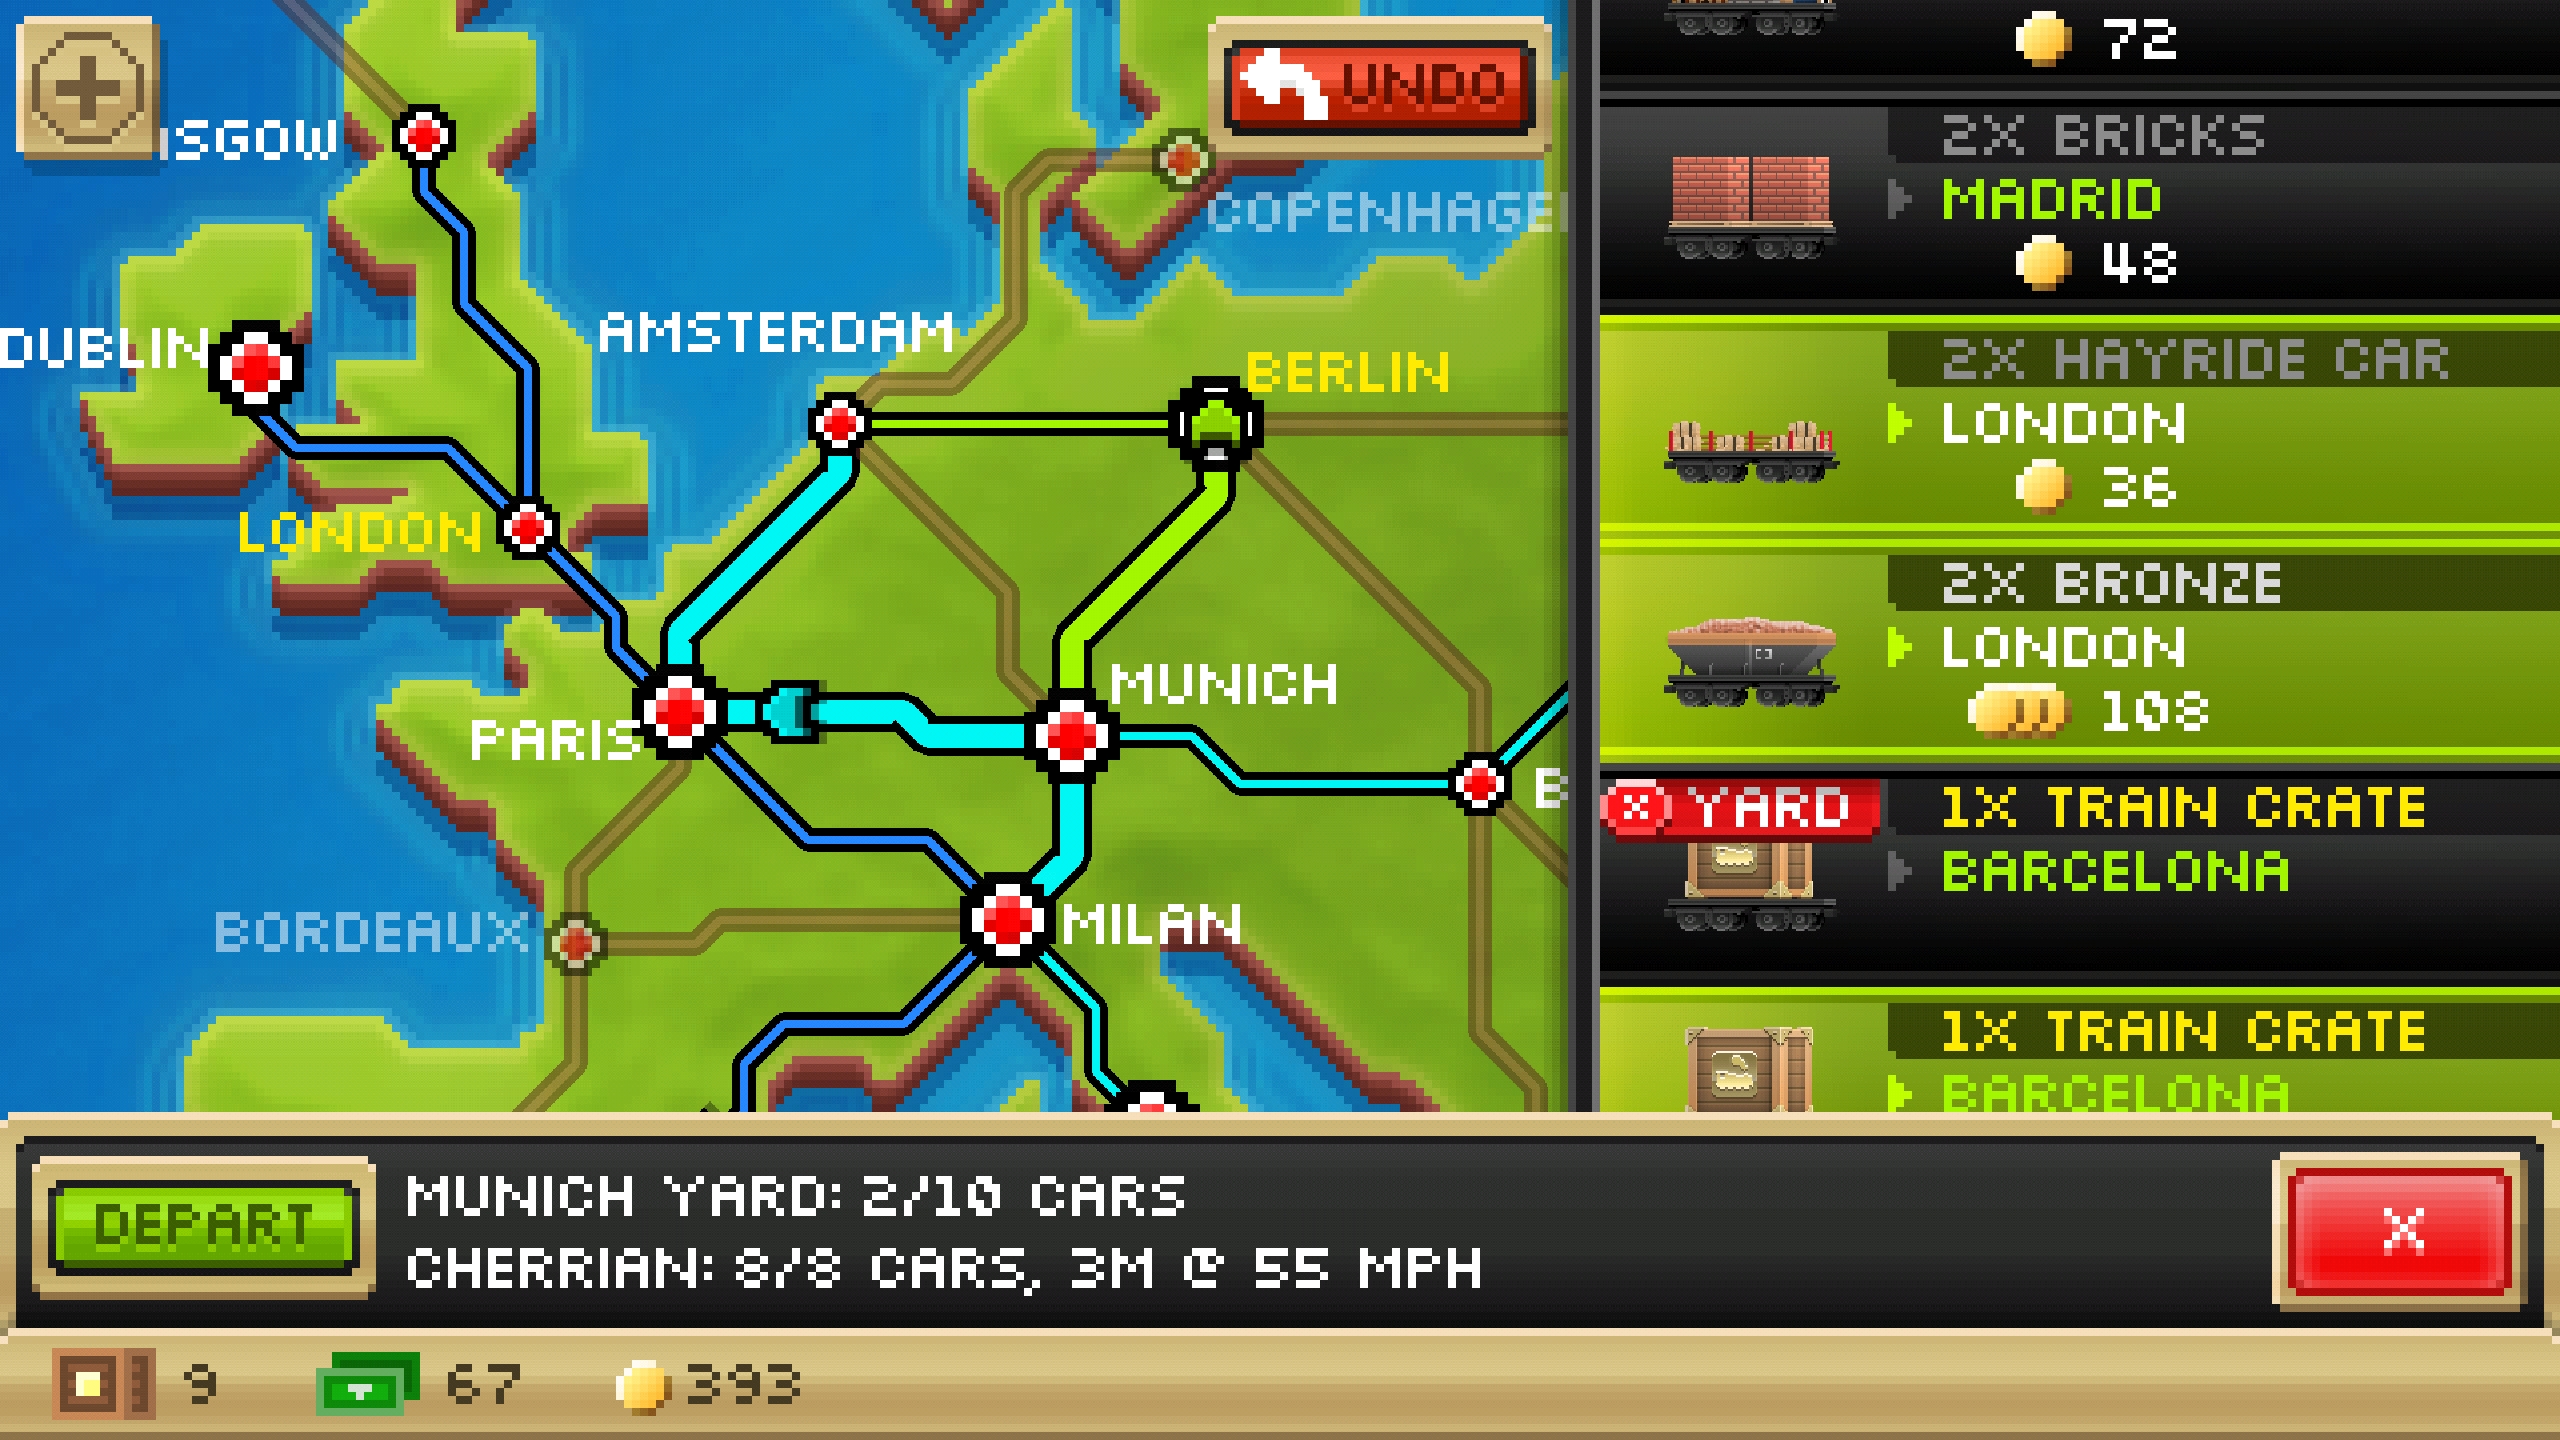 SGOW
UNDO
COPENHAGE
DUBLIN
AMSTERDAM
BERLIN
LONDON
MUNICH
PARIS
B
BORDEAUX
MILAN
72
2X BRICKS
MADRID
48
2X HAYRIDE CAR
LONDON
36
2X BRONZE
LONDON
108
X YARD
1X TRAIN CRATE
BARCELONA
1X TRAIN CRATE
BARCELONA
DEPART
MUNICH YARD: 2/10 CARS
CHERRIAN: 8/8 CARS, 3M @ 55 MPH
X
9
67
393